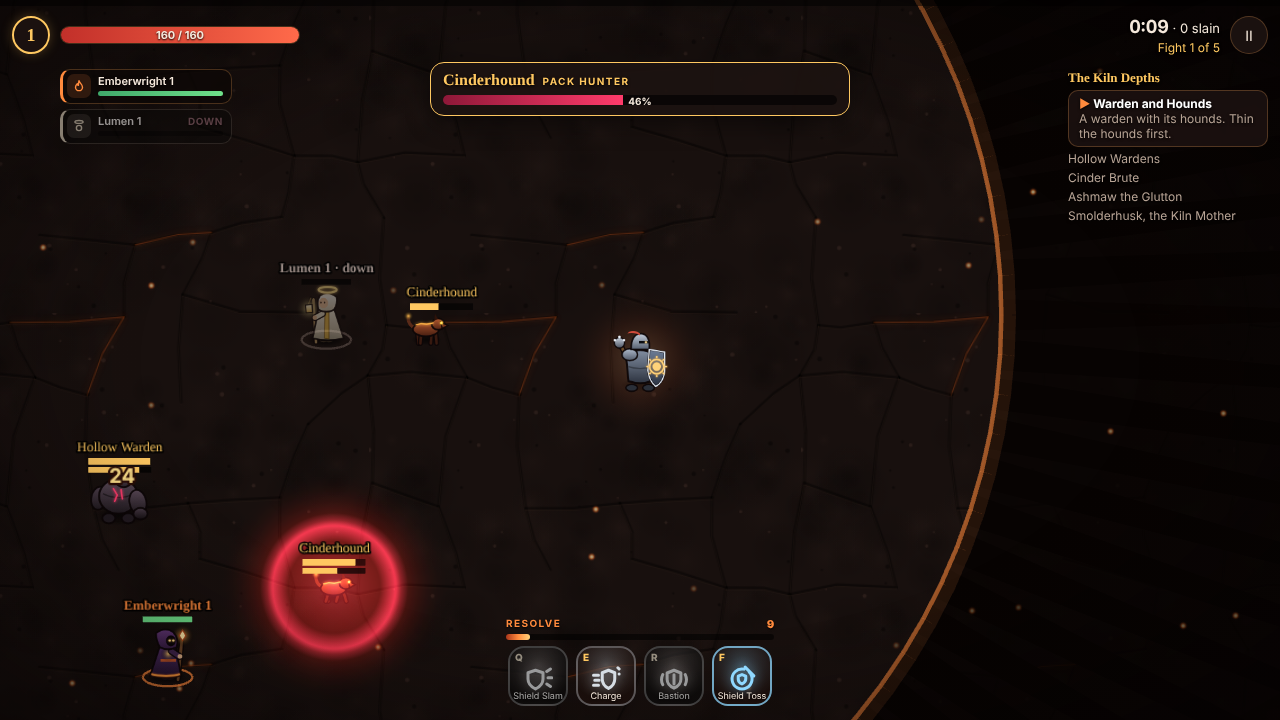 1
160 / 160
Emberwright 1
Lumen 1 DOWN
Cinderhound PACK HUNTER
46%
0:09 · 0 slain
Fight 1 of 5
The Kiln Depths
Warden and Hounds
A warden with its hounds. Thin
the hounds first.
Hollow Wardens
Cinder Brute
Ashmaw the Glutton
Smolderhusk, the Kiln Mother
Lumen 1 · down
Cinderhound
Hollow Warden
24
Cinderhound
Emberwright 1
RESOLVE 9
Q E R F
Shield Slam Charge Bastion Shield Toss